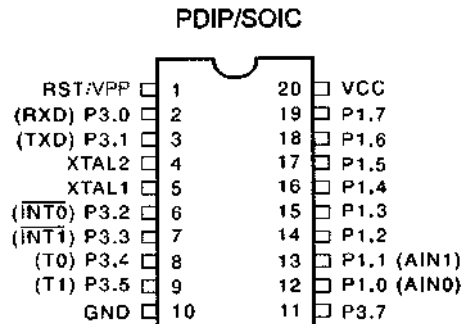 PDIP/SOIC
RST/VPP 1 20 VCC
(RXD) P3.0 2 19 P1.7
(TXD) P3.1 3 18 P1.6
XTAL2 4 17 P1.5
XTAL1 5 16 P1.4
(I̅N̅T̅0̅) P3.2 6 15 P1.3
(I̅N̅T̅1̅) P3.3 7 14 P1.2
(T0) P3.4 8 13 P1.1 (AIN1)
(T1) P3.5 9 12 P1.0 (AIN0)
GND 10 11 P3.7